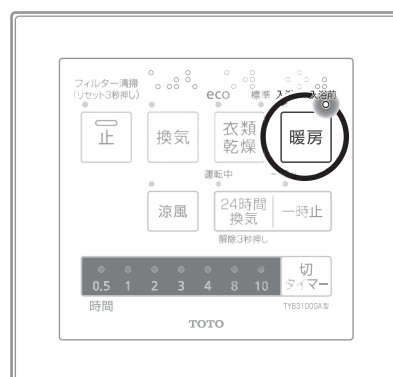 フィルター清掃
(リセット3秒押し)
eco 標準 入浴 入浴前
止 換気 衣類
乾燥 暖房
運転中
涼風 24時間
換気 一時止
解除3秒押し
0.5 1 2 3 4 8 10 切
タイマー
時間 TYB3100GA型
TOTO